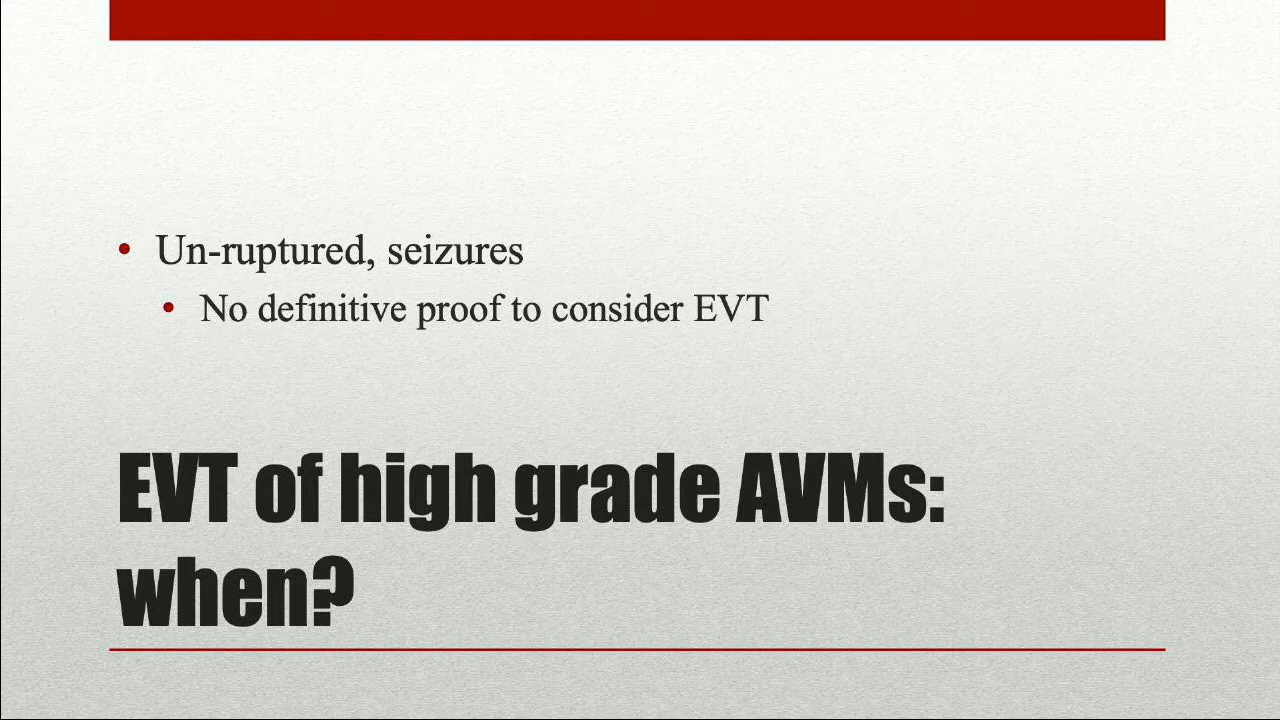 Un-ruptured, seizures
No definitive proof to consider EVT
EVT of high grade AVMs:
when?